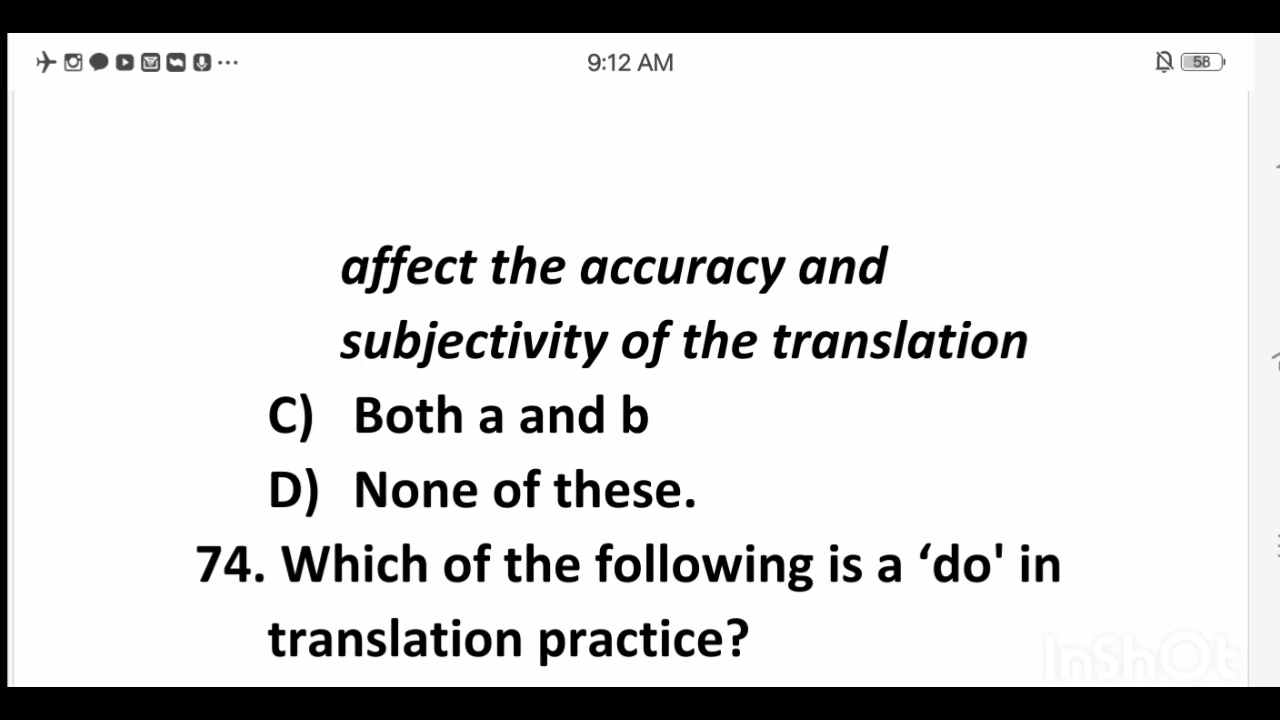 9:12 AM
58
affect the accuracy and
subjectivity of the translation
C) Both a and b
D) None of these.
74. Which of the following is a ‘do' in
translation practice?
InShOt